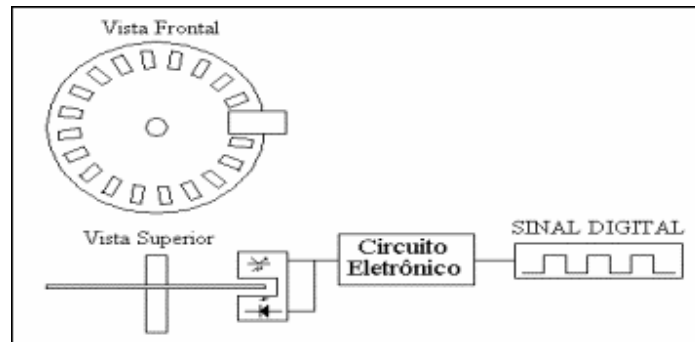 Vista Frontal
Vista Superior
Circuito
Eletrônico
SINAL DIGITAL